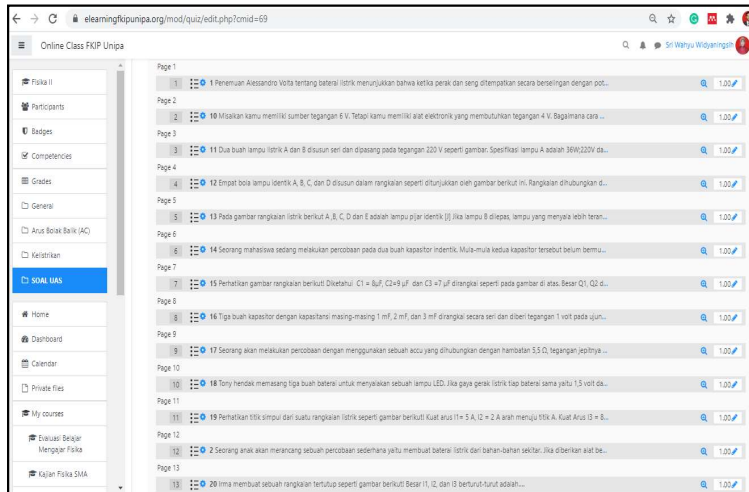 elearningfkipunipa.org/mod/quiz/edit.php?cmid=69
Online Class FKIP Unipa
Sri Wahyu Widyaningsih
Fisika II
Participants
Badges
Competencies
Grades
General
Arus Bolak Balik (AC)
Kelistrikan
SOAL UAS
Home
Dashboard
Calendar
Private files
My courses
Evaluasi Belajar
Mengajar Fisika
Kajian Fisika SMA
Page 1
1 1 Penemuan Alessandro Volta tentang baterai listrik menunjukkan bahwa ketika perak dan seng ditempatkan secara berselingan dengan pot... 1.00
Page 2
2 10 Misalkan kamu memiliki sumber tegangan 6 V. Tetapi kamu memiliki alat elektronik yang membutuhkan tegangan 4 V. Bagaimana cara ... 1.00
Page 3
3 11 Dua buah lampu listrik A dan B disusun seri dan dipasang pada tegangan 220 V seperti gambar. Spesifikasi lampu A adalah 36W;220V da... 1.00
Page 4
4 12 Empat bola lampu identik A, B, C, dan D disusun dalam rangkaian seperti ditunjukkan oleh gambar berikut ini. Rangkaian dihubungkan d... 1.00
Page 5
5 13 Pada gambar rangkaian listrik berikut A ,B, C, D dan E adalah lampu pijar identik [J] Jika lampu B dilepas, lampu yang menyala lebih teran... 1.00
Page 6
6 14 Seorang mahasiswa sedang melakukan percobaan pada dua buah kapasitor indentik. Mula-mula kedua kapasitor tersebut belum bermu... 1.00
Page 7
7 15 Perhatikan gambar rangkaian berikut! Diketahui C1 = 8μF, C2=9 μF dan C3 =7 μF dirangkai seperti pada gambar di atas. Besar Q1, Q2 d... 1.00
Page 8
8 16 Tiga buah kapasitor dengan kapasitansi masing-masing 1 mF, 2 mF, dan 3 mF dirangkai secara seri dan diberi tegangan 1 volt pada ujun... 1.00
Page 9
9 17 Seorang akan melakukan percobaan dengan menggunakan sebuah accu yang dihubungkan dengan hambatan 5,5 Ω, tegangan jepitnya ... 1.00
Page 10
10 18 Tony hendak memasang tiga buah baterai untuk menyalakan sebuah lampu LED. Jika gaya gerak listrik tiap baterai sama yaitu 1,5 volt da... 1.00
Page 11
11 19 Perhatikan titik simpul dari suatu rangkaian listrik seperti gambar berikut! Kuat arus I1= 5 A, I2 = 2 A arah menuju titik A. Kuat Arus I3 = 8... 1.00
Page 12
12 2 Seorang anak akan merancang sebuah percobaan sederhana yaitu membuat baterai listrik dari bahan-bahan sekitar. Jika diberikan alat be... 1.00
Page 13
13 20 Irma membuat sebuah rangkaian tertutup seperti gambar berikut! Besar I1, I2, dan I3 berturut-turut adalah.... 1.00